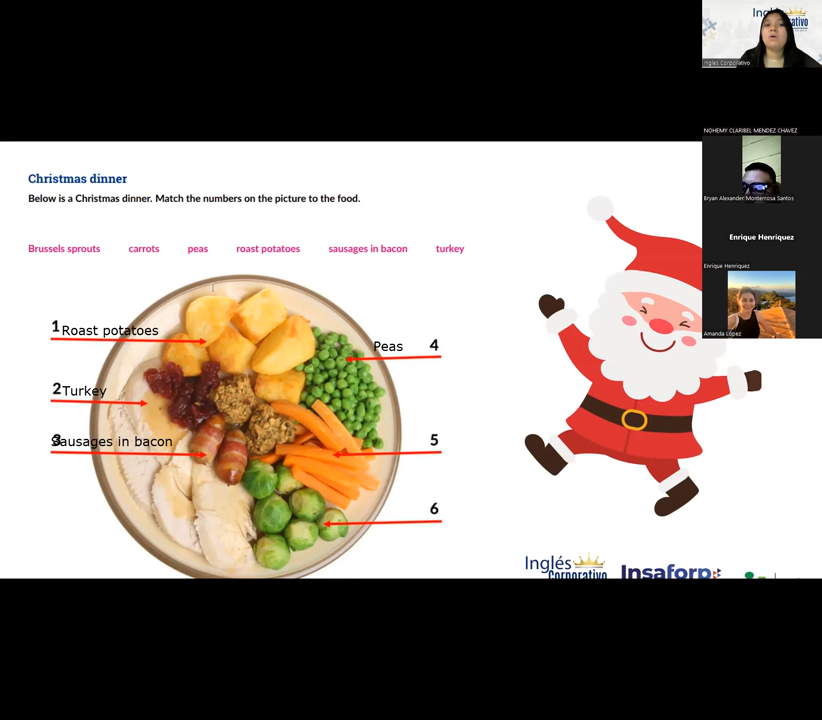 Inglés
Corporativo
Inglés Corporativo
NOHEMY CLARIBEL MENDEZ CHAVEZ
Bryan Alexander Monterrosa Santos
Enrique Henriquez
Enrique Henriquez
Amanda López
Christmas dinner
Below is a Christmas dinner. Match the numbers on the picture to the food.
Brussels sprouts carrots peas roast potatoes sausages in bacon turkey
1 Roast potatoes
Peas 4
2 Turkey
3 Sausages in bacon
5
6
Inglés
Corporativo
Insaforp